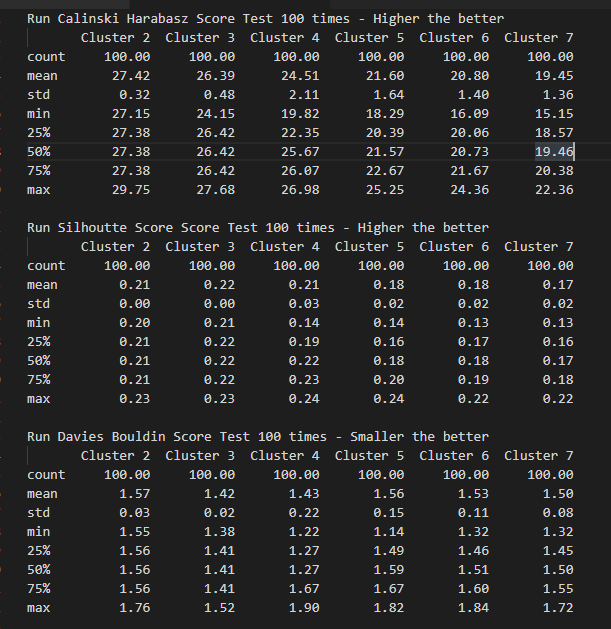 Run Calinski Harabasz Score Test 100 times - Higher the better
Cluster 2 Cluster 3 Cluster 4 Cluster 5 Cluster 6 Cluster 7
count 100.00 100.00 100.00 100.00 100.00 100.00
mean 27.42 26.39 24.51 21.60 20.80 19.45
std 0.32 0.48 2.11 1.64 1.40 1.36
min 27.15 24.15 19.82 18.29 16.09 15.15
25% 27.38 26.42 22.35 20.39 20.06 18.57
50% 27.38 26.42 25.67 21.57 20.73 19.46
75% 27.38 26.42 26.07 22.67 21.67 20.38
max 29.75 27.68 26.98 25.25 24.36 22.36
Run Silhoutte Score Score Test 100 times - Higher the better
Cluster 2 Cluster 3 Cluster 4 Cluster 5 Cluster 6 Cluster 7
count 100.00 100.00 100.00 100.00 100.00 100.00
mean 0.21 0.22 0.21 0.18 0.18 0.17
std 0.00 0.00 0.03 0.02 0.02 0.02
min 0.20 0.21 0.14 0.14 0.13 0.13
25% 0.21 0.22 0.19 0.16 0.17 0.16
50% 0.21 0.22 0.22 0.18 0.18 0.17
75% 0.21 0.22 0.23 0.20 0.19 0.18
max 0.23 0.23 0.24 0.24 0.22 0.22
Run Davies Bouldin Score Test 100 times - Smaller the better
Cluster 2 Cluster 3 Cluster 4 Cluster 5 Cluster 6 Cluster 7
count 100.00 100.00 100.00 100.00 100.00 100.00
mean 1.57 1.42 1.43 1.56 1.53 1.50
std 0.03 0.02 0.22 0.15 0.11 0.08
min 1.55 1.38 1.22 1.14 1.32 1.32
25% 1.56 1.41 1.27 1.49 1.46 1.45
50% 1.56 1.41 1.27 1.59 1.51 1.50
75% 1.56 1.41 1.67 1.67 1.60 1.55
max 1.76 1.52 1.90 1.82 1.84 1.72